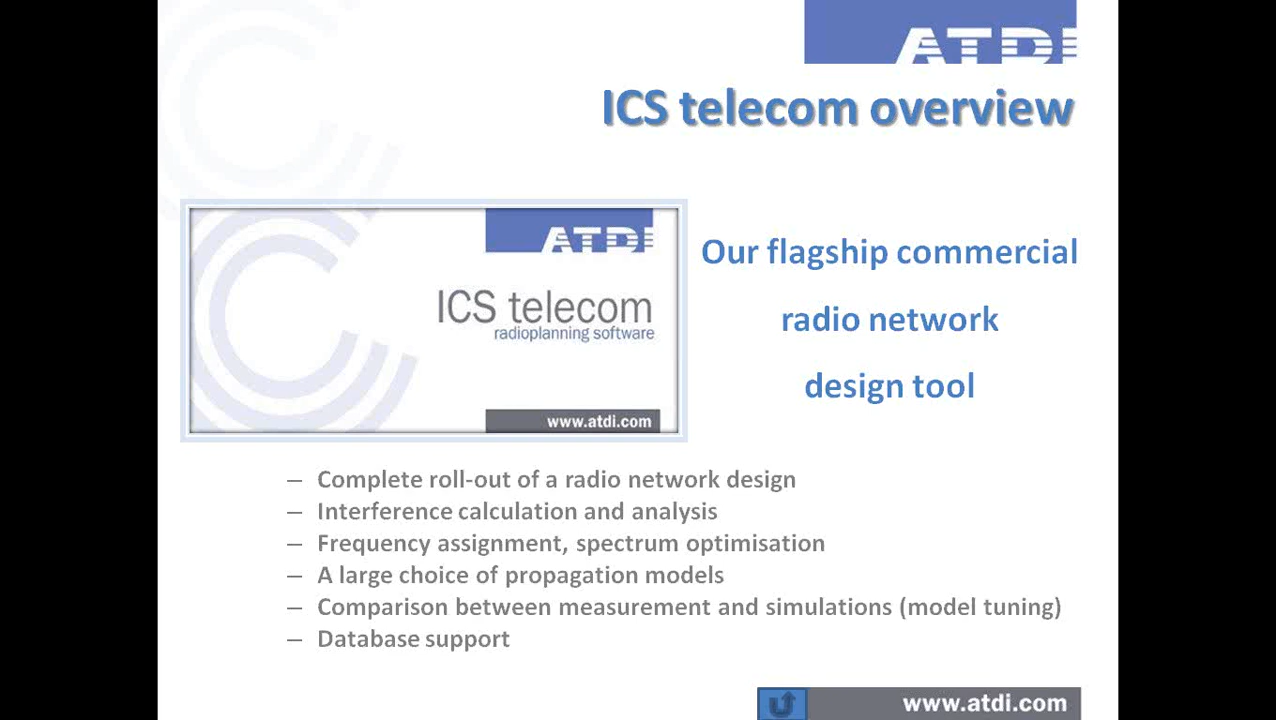 ATDI
ICS telecom overview
ATDI
ICS telecom
radioplanning software
www.atdi.com
Our flagship commercial
radio network
design tool
– Complete roll-out of a radio network design
– Interference calculation and analysis
– Frequency assignment, spectrum optimisation
– A large choice of propagation models
– Comparison between measurement and simulations (model tuning)
– Database support
www.atdi.com